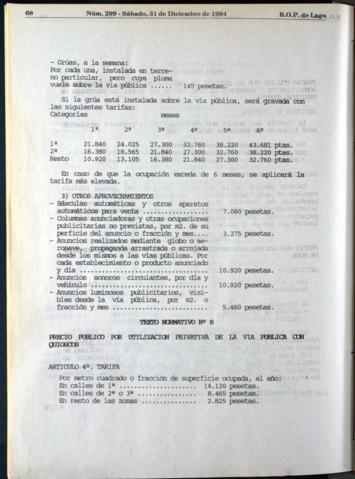 68 Núm. 299 - Sábado, 31 de Diciembre de 1994 B.O.P. de Lugo
- Grúas, a la semana:
Por cada una, instalada en terre-
no particular, pero cuya pluma
vuele sobre la vía pública ...... 145 pesetas.
Si la grúa está instalada sobre la vía pública, será gravada con
las siguientes tarifas:
Categorías meses
1º 2º 3º 4º 5º 6º
1ª 21.840 24.025 27.300 32.760 38.220 43.681 ptas.
2ª 16.380 18.565 21.840 27.300 32.760 38.220 ptas.
Resto 10.920 13.105 16.380 21.840 27.300 32.760 ptas.
En caso de que la ocupación exceda de 6 meses, se aplicará la
tarifa más elevada.
3) OTROS APROVECHAMIENTOS
- Básculas automáticas y otros aparatos
automáticos para venta ................. 7.060 pesetas.
- Columnas anunciadoras y otras ocupaciones
publicitarias no previstas, por m2. de su
perficie del anuncio o fracción y mes... 3.275 pesetas.
- Anuncios realizados mediante globo o ae-
ronave, propaganda arrastrada o arrojada
desde los mismos a las vías públicas. Por
cada establecimiento o producto anunciado
y día .................................. 10.920 pesetas.
- Anuncios sonoros circulantes, por día y
vehículo ............................... 10.920 pesetas.
- Anuncios luminosos publicitarios, visi-
bles desde la vía pública, por m2. o
fracción y mes ......................... 5.460 pesetas.
TEXTO NORMATIVO Nº 8
PRECIO PUBLICO POR UTILIZACION PRIVATIVA DE LA VIA PUBLICA CON
QUIOSCOS
ARTICULO 4º. TARIFA
Por metro cuadrado o fracción de superficie ocupada, al año:
En calles de 1ª ................. 14.120 pesetas.
En calles de 2ª o 3ª ............ 8.465 pesetas.
En resto de las zonas ........... 2.825 pesetas.